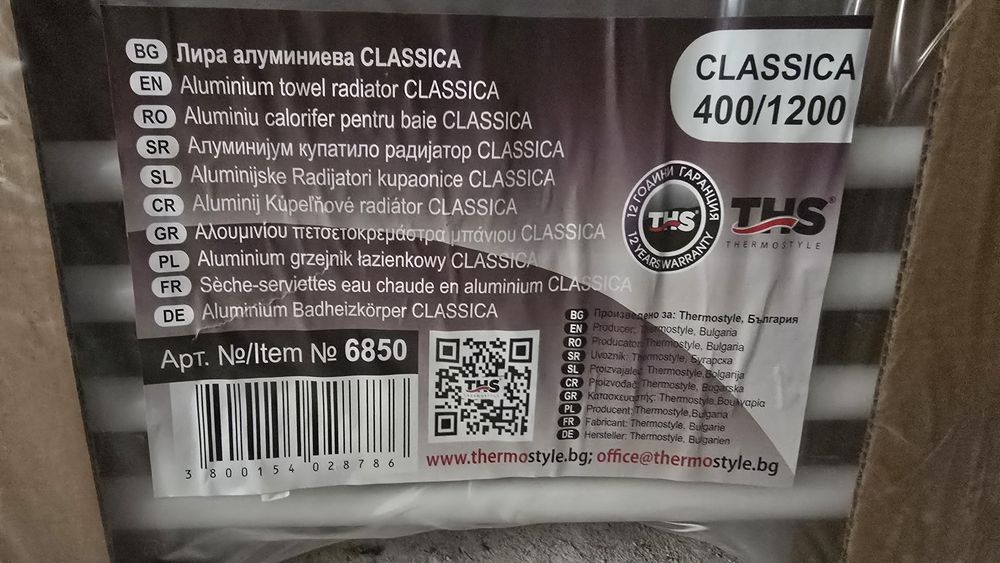 BG Лира алуминиева CLASSICA
EN Aluminium towel radiator CLASSICA
RO Aluminiu calorifer pentru baie CLASSICA
SR Алуминијум купатило радијатор CLASSICA
SL Aluminijske Radijatori kupaonice CLASSICA
CR Aluminij Kúpeľňové radiátor CLASSICA
GR Αλουμινίου πετσετοκρεμάστρα μπάνιου CLASSICA
PL Aluminium grzejnik łazienkowy CLASSICA
FR Sèche-serviettes eau chaude en aluminium CLASSICA
DE Aluminium Badheizkörper CLASSICA
CLASSICA
400/1200
12 ГОДИНИ ГАРАНЦИЯ
THS®
12 YEARS WARRANTY
THS®
THERMOSTYLE
Арт. №/Item № 6850
3 800154 028786
THS
THERMOSTYLE
BG Произведено за: Thermostyle, България
EN Producer: Thermostyle, Bulgaria
RO Producator: Thermostyle, Bulgaria
SR Uvoznik: Thermostyle, Бугарска
SL Proizvajalec: Thermostyle, Bolgarija
CR Proizvođač: Thermostyle, Bugarska
GR Κατασκευαστής: Thermostyle, Βουλγαρία
PL Producent: Thermostyle, Bułgaria
FR Fabricant: Thermostyle, Bulgarie
DE Hersteller: Thermostyle, Bulgarien
www.thermostyle.bg; office@thermostyle.bg